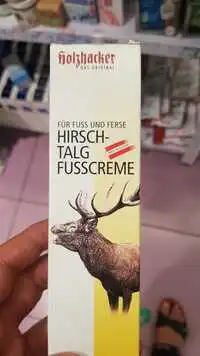 Holzhacker
DAS ORIGINAL
FÜR FUSS UND FERSE
HIRSCH-
TALG
FUSSCREME